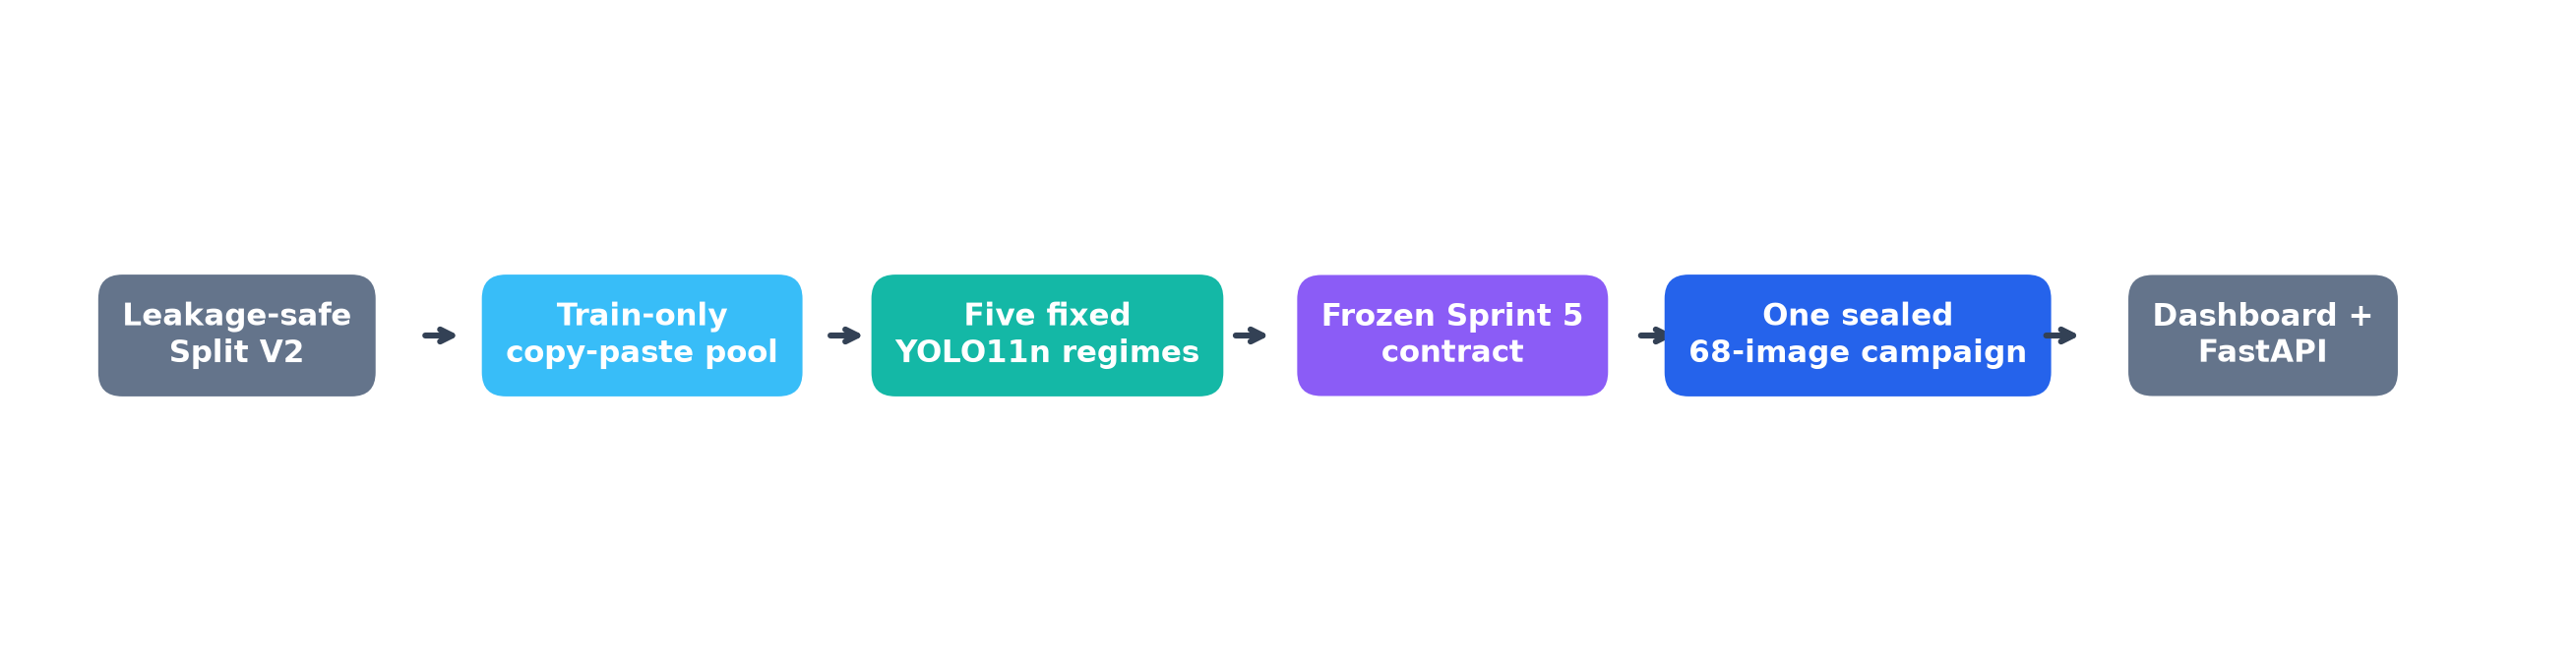 Leakage-safe
Split V2
Train-only
copy-paste pool
Five fixed
YOLO11n regimes
Frozen Sprint 5
contract
One sealed
68-image campaign
Dashboard +
FastAPI